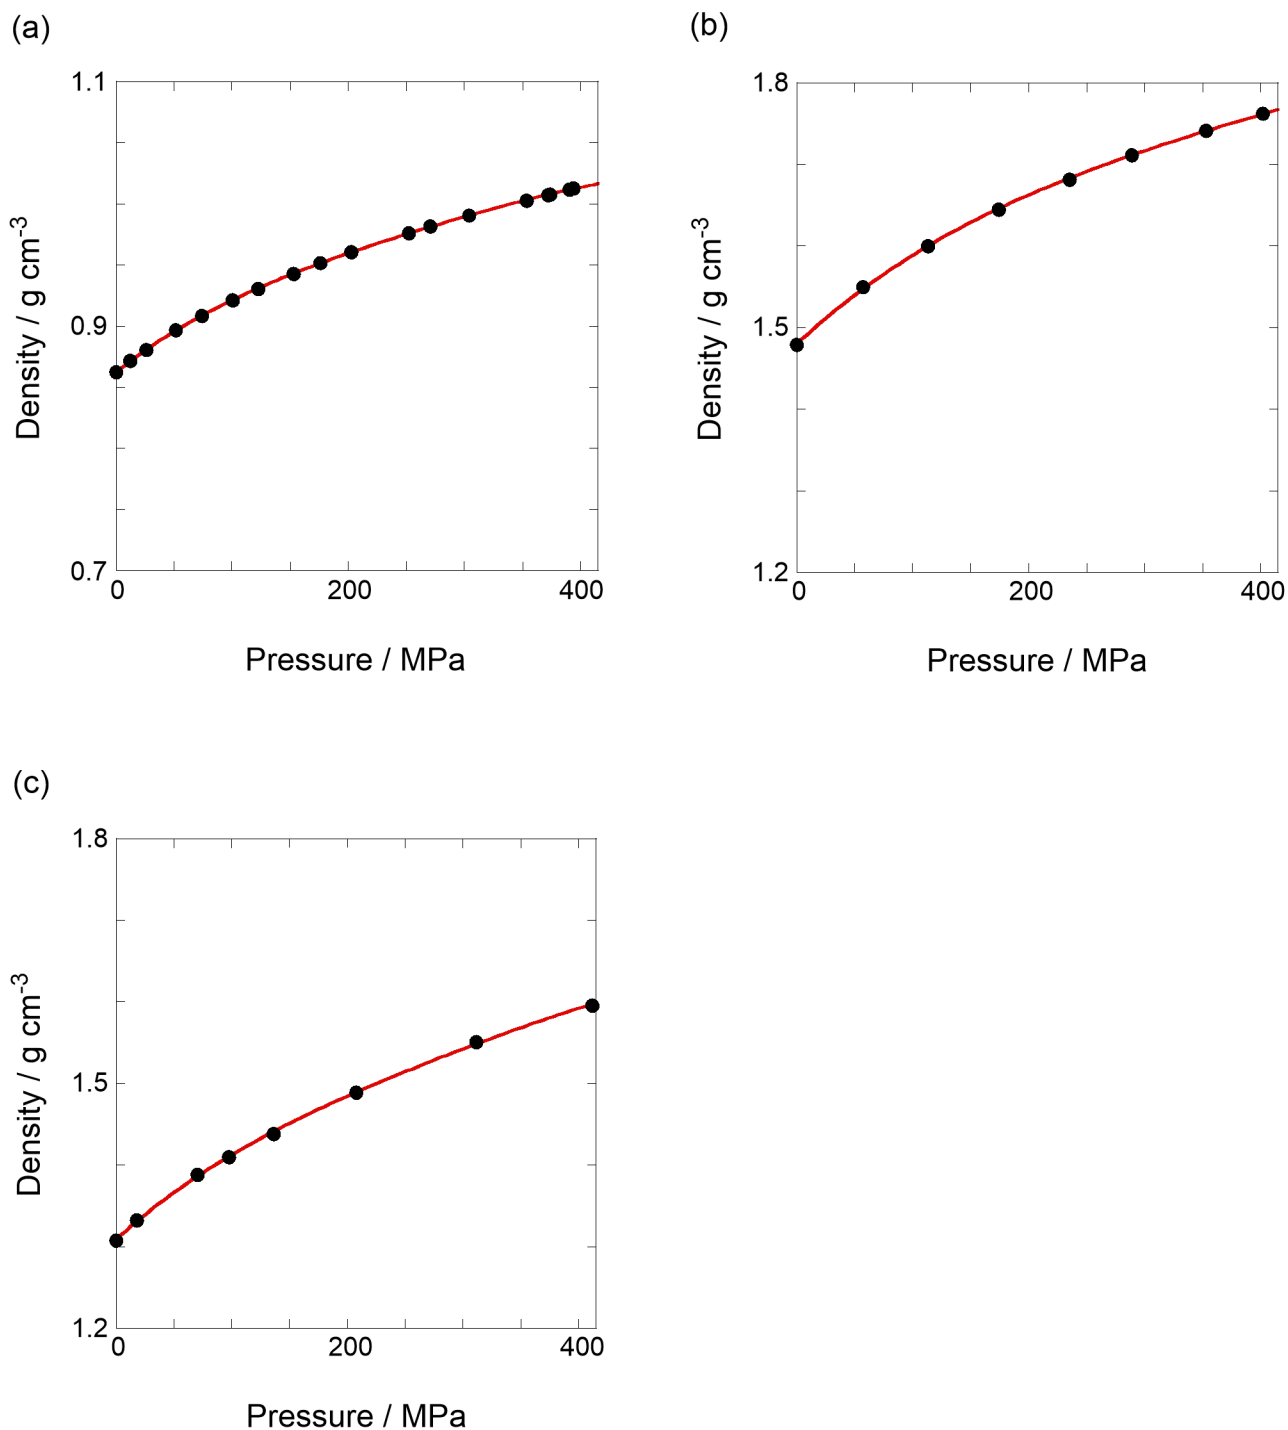 (a)
1.1
0.9
0.7
0
200
400
Density / g cm-3
Pressure / MPa
(b)
1.8
1.5
1.2
0
200
400
Density / g cm-3
Pressure / MPa
(c)
1.8
1.5
1.2
0
200
400
Density / g cm-3
Pressure / MPa